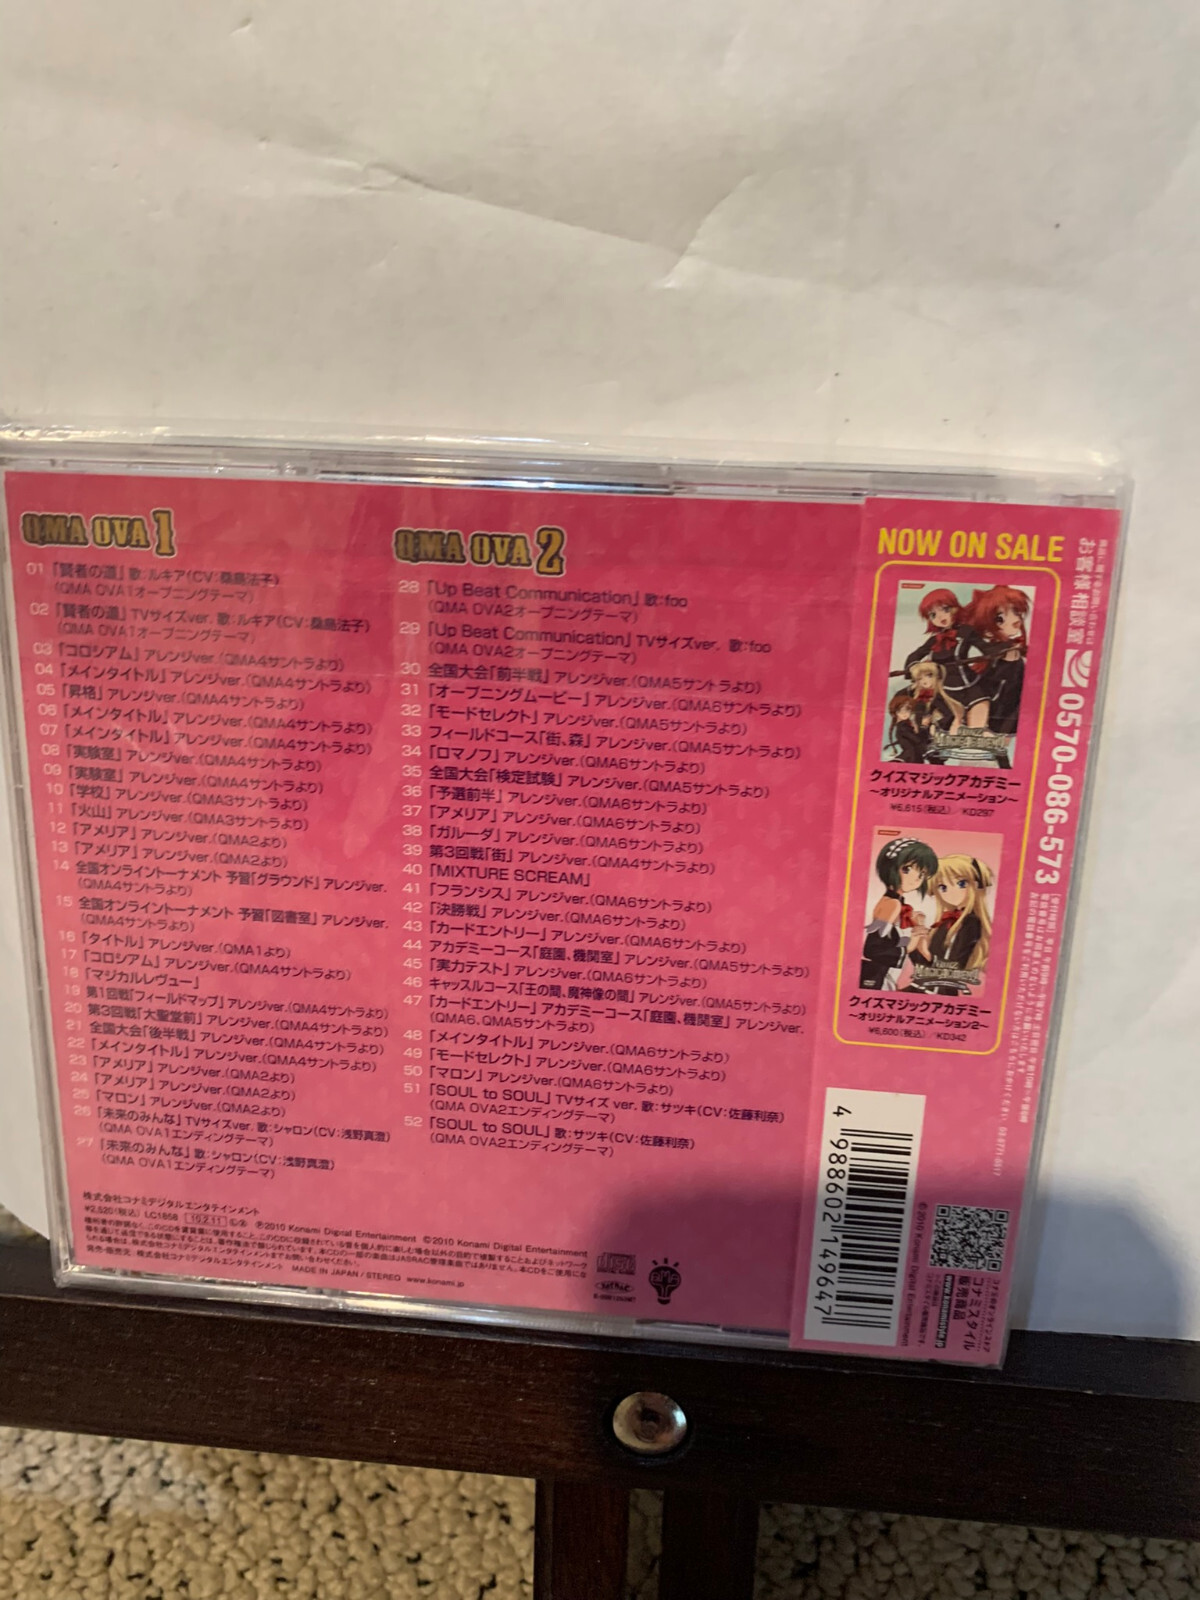 QMA OVA 1
01 「賢者の道」 歌:ルキア(CV:桑島法子)
(QMA OVA1オープニングテーマ)
02 「賢者の道」 TVサイズver. 歌:ルキア(CV:桑島法子)
(QMA OVA1オープニングテーマ)
03 「コロシアム」 アレンジver.(QMA4サントラより)
04 「メインタイトル」 アレンジver.(QMA4サントラより)
05 「昇格」 アレンジver.(QMA4サントラより)
06 「メインタイトル」 アレンジver.(QMA4サントラより)
07 「メインタイトル」 アレンジver.(QMA4サントラより)
08 「実験室」 アレンジver.(QMA4サントラより)
09 「実験室」 アレンジver.(QMA4サントラより)
10 「学校」 アレンジver.(QMA3サントラより)
11 「火山」 アレンジver.(QMA3サントラより)
12 「アメリア」 アレンジver.(QMA2より)
13 「アメリア」 アレンジver.(QMA2より)
14 全国オンライントーナメント 予習「グラウンド」 アレンジver.
(QMA4サントラより)
15 全国オンライントーナメント 予習「図書室」 アレンジver.
(QMA4サントラより)
16 「タイトル」 アレンジver.(QMA1より)
17 「コロシアム」 アレンジver.(QMA4サントラより)
18 「マジカルレヴュー」
19 第1回戦「フィールドマップ」 アレンジver.(QMA4サントラより)
20 第3回戦「大聖堂前」 アレンジver.(QMA4サントラより)
21 全国大会「後半戦」 アレンジver.(QMA4サントラより)
22 「メインタイトル」 アレンジver.(QMA4サントラより)
23 「アメリア」 アレンジver.(QMA2より)
24 「アメリア」 アレンジver.(QMA2より)
25 「マロン」 アレンジver.(QMA2より)
26 「未来のみんな」 TVサイズver. 歌:シャロン(CV:浅野真澄)
(QMA OVA1エンディングテーマ)
27 「未来のみんな」 歌:シャロン(CV:浅野真澄)
(QMA OVA1エンディングテーマ)
QMA OVA 2
28 「Up Beat Communication」 歌:foo
(QMA OVA2オープニングテーマ)
29 「Up Beat Communication」 TVサイズver. 歌:foo
(QMA OVA2オープニングテーマ)
30 全国大会「前半戦」 アレンジver.(QMA5サントラより)
31 「オープニングムービー」 アレンジver.(QMA6サントラより)
32 「モードセレクト」 アレンジver.(QMA5サントラより)
33 フィールドコース「街、森」 アレンジver.(QMA5サントラより)
34 「ロマノフ」 アレンジver.(QMA6サントラより)
35 全国大会「検定試験」 アレンジver.(QMA5サントラより)
36 「予選前半」 アレンジver.(QMA6サントラより)
37 「アメリア」 アレンジver.(QMA6サントラより)
38 「ガルーダ」 アレンジver.(QMA6サントラより)
39 第3回戦「街」 アレンジver.(QMA4サントラより)
40 「MIXTURE SCREAM」
41 「フランシス」 アレンジver.(QMA6サントラより)
42 「決勝戦」 アレンジver.(QMA6サントラより)
43 「カードエントリー」 アレンジver.(QMA6サントラより)
44 アカデミーコース「庭園、機関室」 アレンジver.(QMA5サントラより)
45 「実力テスト」 アレンジver.(QMA6サントラより)
46 キャッスルコース「王の間、魔神像の間」 アレンジver.(QMA5サントラより)
47 「カードエントリー」 アカデミーコース「庭園、機関室」 アレンジver.
(QMA6、QMA5サントラより)
48 「メインタイトル」 アレンジver.(QMA6サントラより)
49 「モードセレクト」 アレンジver.(QMA6サントラより)
50 「マロン」 アレンジver.(QMA6サントラより)
51 「SOUL to SOUL」 TVサイズ ver. 歌:サツキ(CV:佐藤利奈)
(QMA OVA2エンディングテーマ)
52 「SOUL to SOUL」 歌:サツキ(CV:佐藤利奈)
(QMA OVA2エンディングテーマ)
株式会社コナミデジタルエンタテインメント
¥2,520(税込) LC1858 10.2.11 ℗2010 Konami Digital Entertainment ©2010 Konami Digital Entertainment
発売・販売元 株式会社コナミデジタルエンタテインメント MADE IN JAPAN / STEREO www.konami.jp
NOW ON SALE
クイズマジックアカデミー
～オリジナルアニメーション～
¥6,615(税込)/KD297
クイズマジックアカデミー
～オリジナルアニメーション2～
¥6,600(税込)/KD342
お客様相談室
0570-086-573
4 988602 149647
©2010 Konami Digital Entertainment
コナミスタイル
販売商品